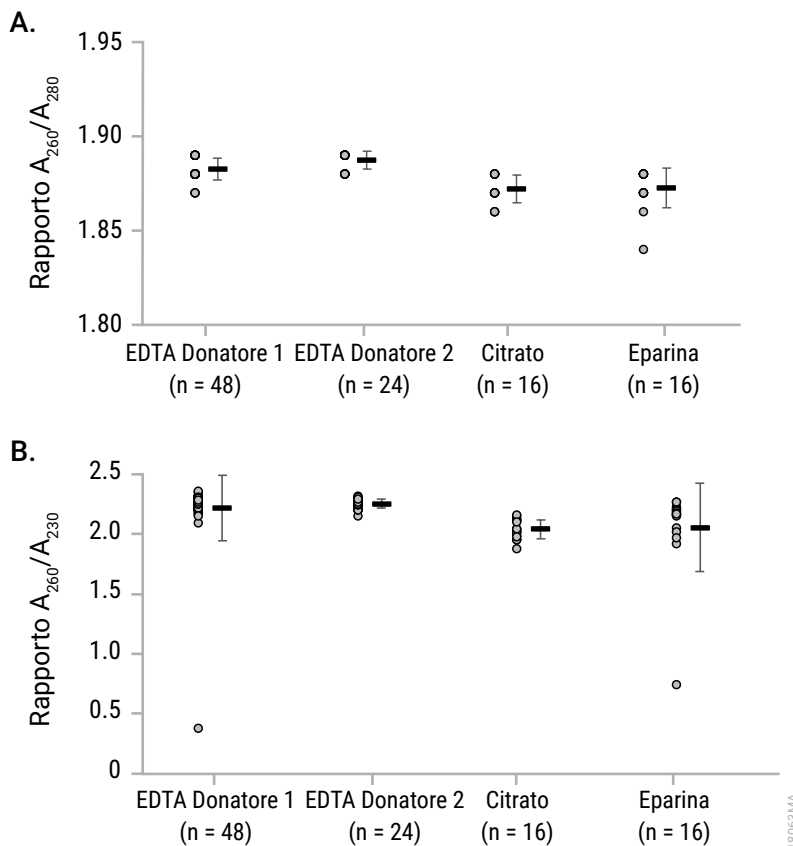 A.
Rapporto A260/A280
1.95
1.90
1.85
1.80
EDTA Donatore 1 EDTA Donatore 2 Citrato Eparina
(n = 48) (n = 24) (n = 16) (n = 16)
B.
Rapporto A260/A230
2.5
2.0
1.5
1.0
0.5
0
EDTA Donatore 1 EDTA Donatore 2 Citrato Eparina
(n = 48) (n = 24) (n = 16) (n = 16)